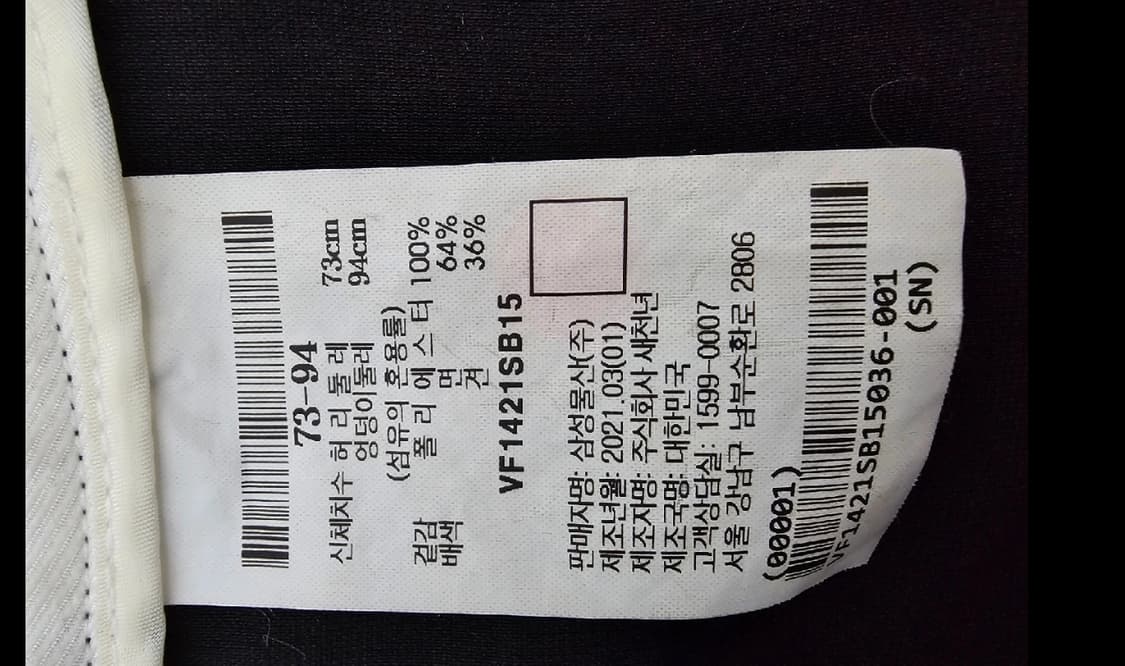 73-94
신체치수 허 리 둘 레 73cm
엉덩이둘레 94cm
(섬유의 혼용률)
겉감 폴 리 에 스 터 100%
배색 면 64%
견 36%
VF1421SB15
판매자명: 삼성물산(주)
제조년월: 2021.03(01)
제조자명: 주식회사 새천년
제조국명: 대한민국
고객상담실: 1599-0007
서울 강남구 남부순환로 2806
(00001)
VF1421SB15036-001
(SN)